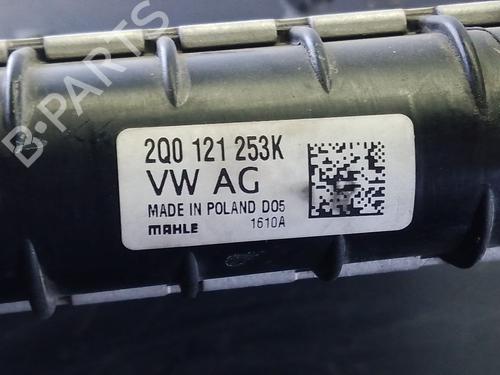 2Q0 121 253K
VW AG
MADE IN POLAND D05
MAHLE 1610A
B-PARTS